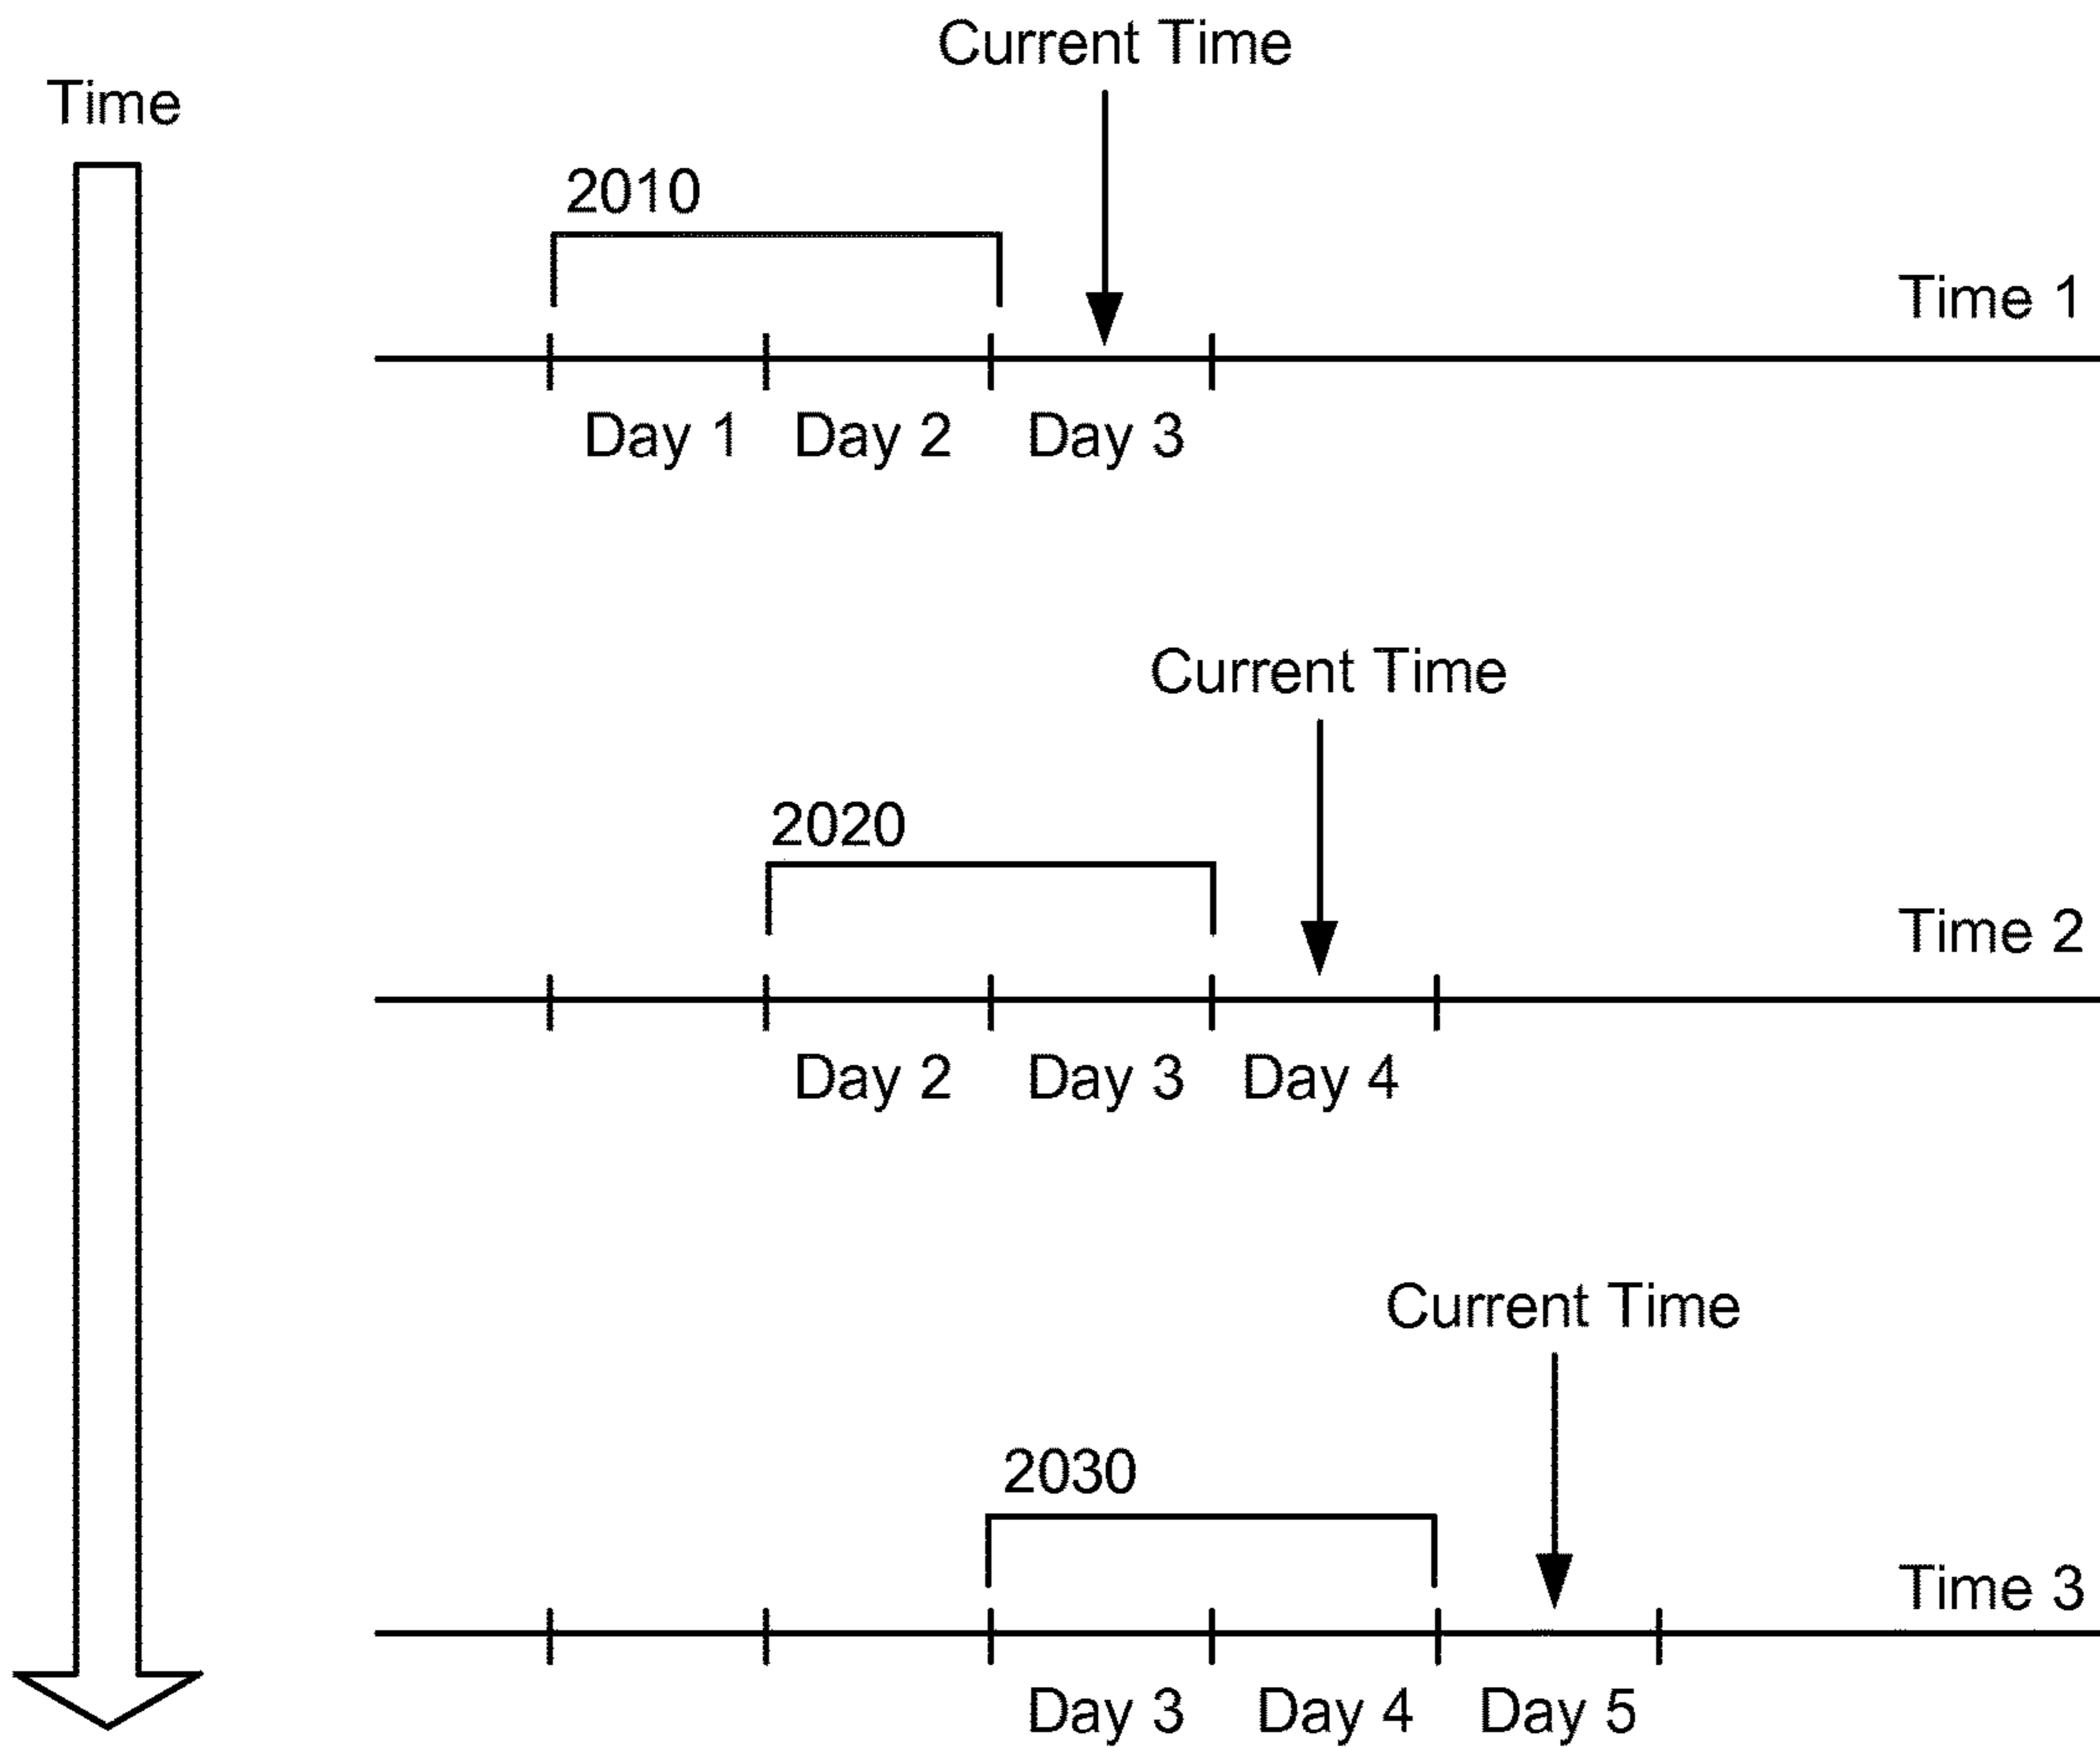 Current Time
Time
2010
Time 1
Day 1 Day 2 Day 3
Current Time
2020
Time 2
Day 2 Day 3 Day 4
Current Time
2030
Time 3
Day 3 Day 4 Day 5